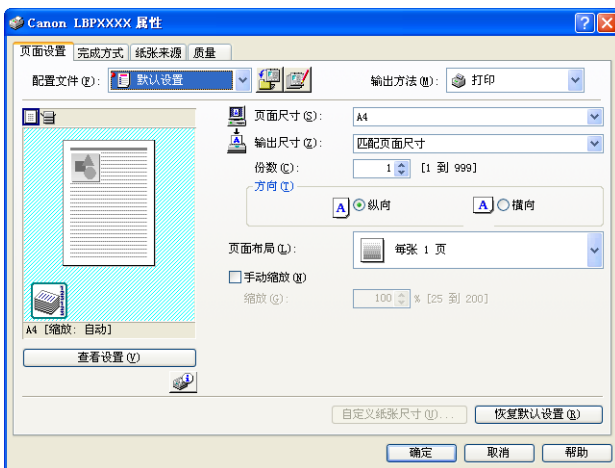 Canon LBPXXXX 属性
页面设置 完成方式 纸张来源 质量
配置文件(F): 默认设置 输出方法(M): 打印
页面尺寸(S): A4
输出尺寸(Z): 匹配页面尺寸
份数(C): 1 [1 到 999]
方向(T)
A 纵向 A 横向
页面布局(L): 每张 1 页
手动缩放(N)
缩放(G): 100 % [25 到 200]
A4 [缩放: 自动]
查看设置(V)
自定义纸张尺寸(U)... 恢复默认设置(R)
确定 取消 帮助